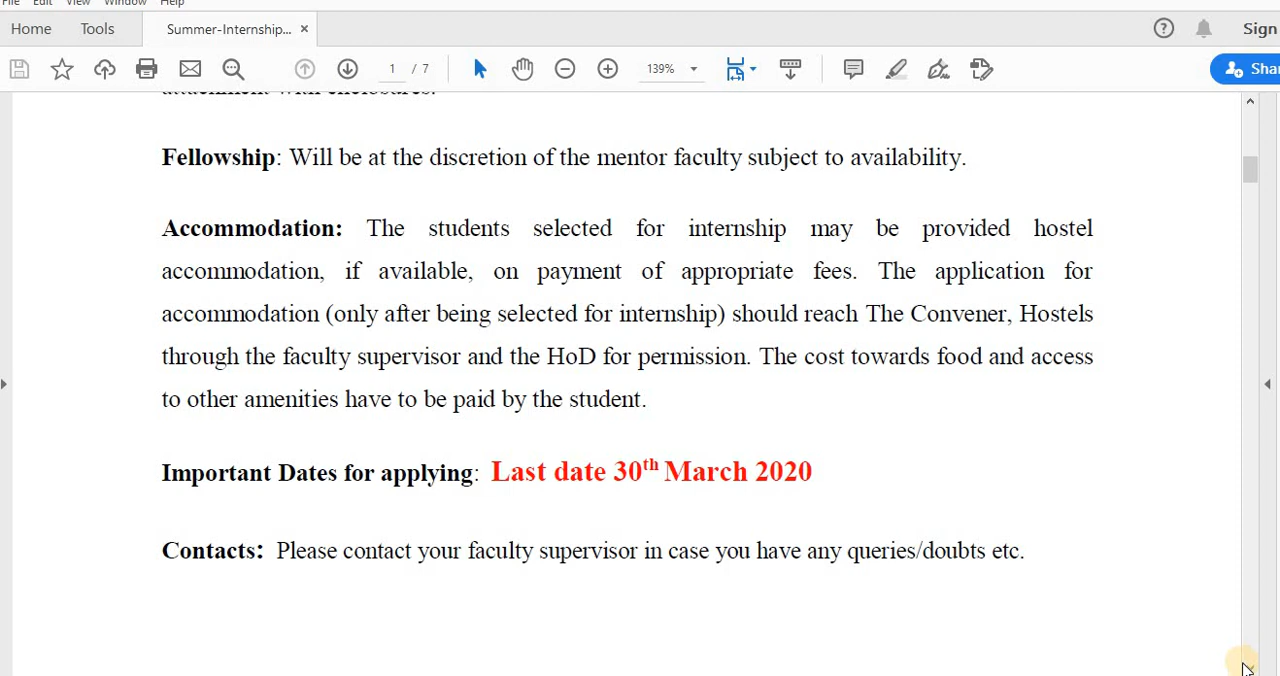 File Edit View Window Help
Home Tools Summer-Internship... × Sign
1 / 7 139%
attachment with enclosures.
Fellowship: Will be at the discretion of the mentor faculty subject to availability.
Accommodation: The students selected for internship may be provided hostel
accommodation, if available, on payment of appropriate fees. The application for
accommodation (only after being selected for internship) should reach The Convener, Hostels
through the faculty supervisor and the HoD for permission. The cost towards food and access
to other amenities have to be paid by the student.
Important Dates for applying: Last date 30th March 2020
Contacts: Please contact your faculty supervisor in case you have any queries/doubts etc.